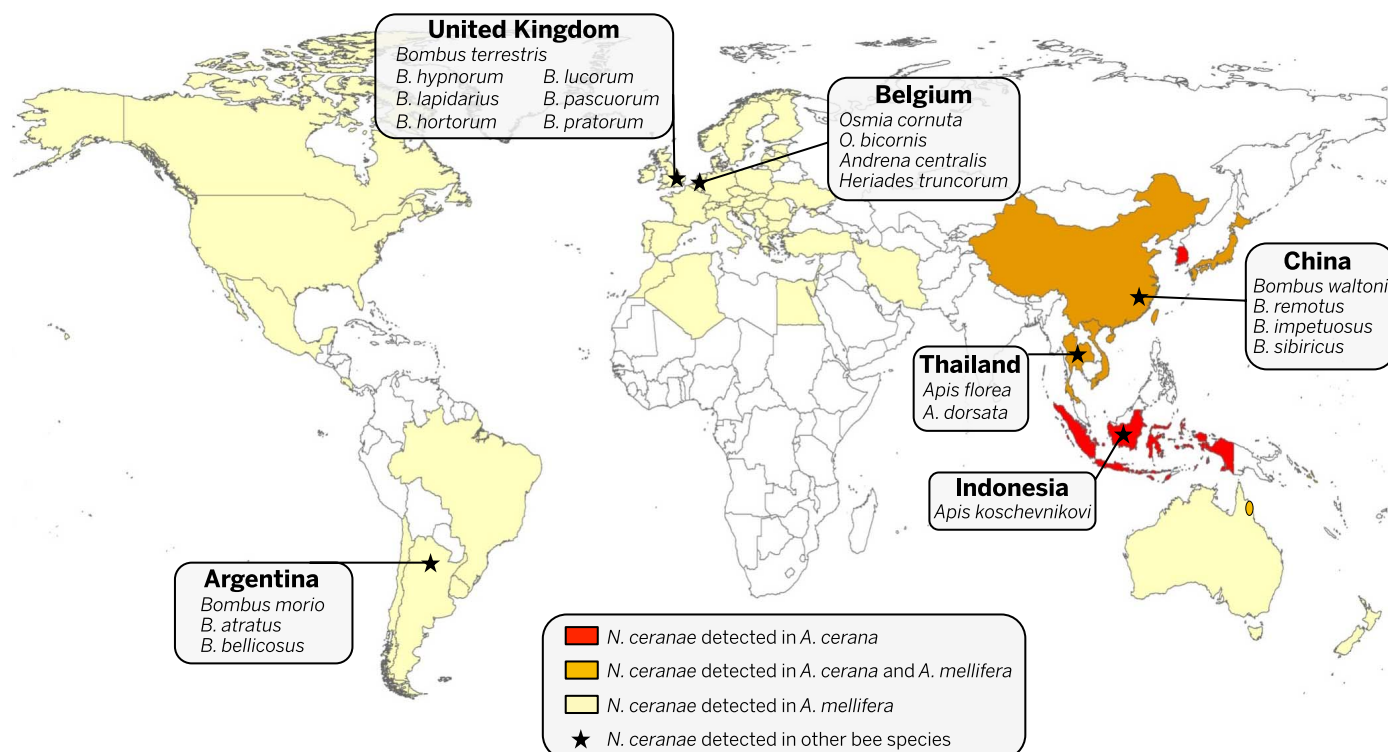 United Kingdom
Bombus terrestris
B. hypnorum B. lucorum
B. lapidarius B. pascuorum
B. hortorum B. pratorum
Belgium
Osmia cornuta
O. bicornis
Andrena centralis
Heriades truncorum
China
Bombus waltoni
B. remotus
B. impetuosus
B. sibiricus
Thailand
Apis florea
A. dorsata
Indonesia
Apis koschevnikovi
Argentina
Bombus morio
B. atratus
B. bellicosus
N. ceranae detected in A. cerana
N. ceranae detected in A. cerana and A. mellifera
N. ceranae detected in A. mellifera
N. ceranae detected in other bee species